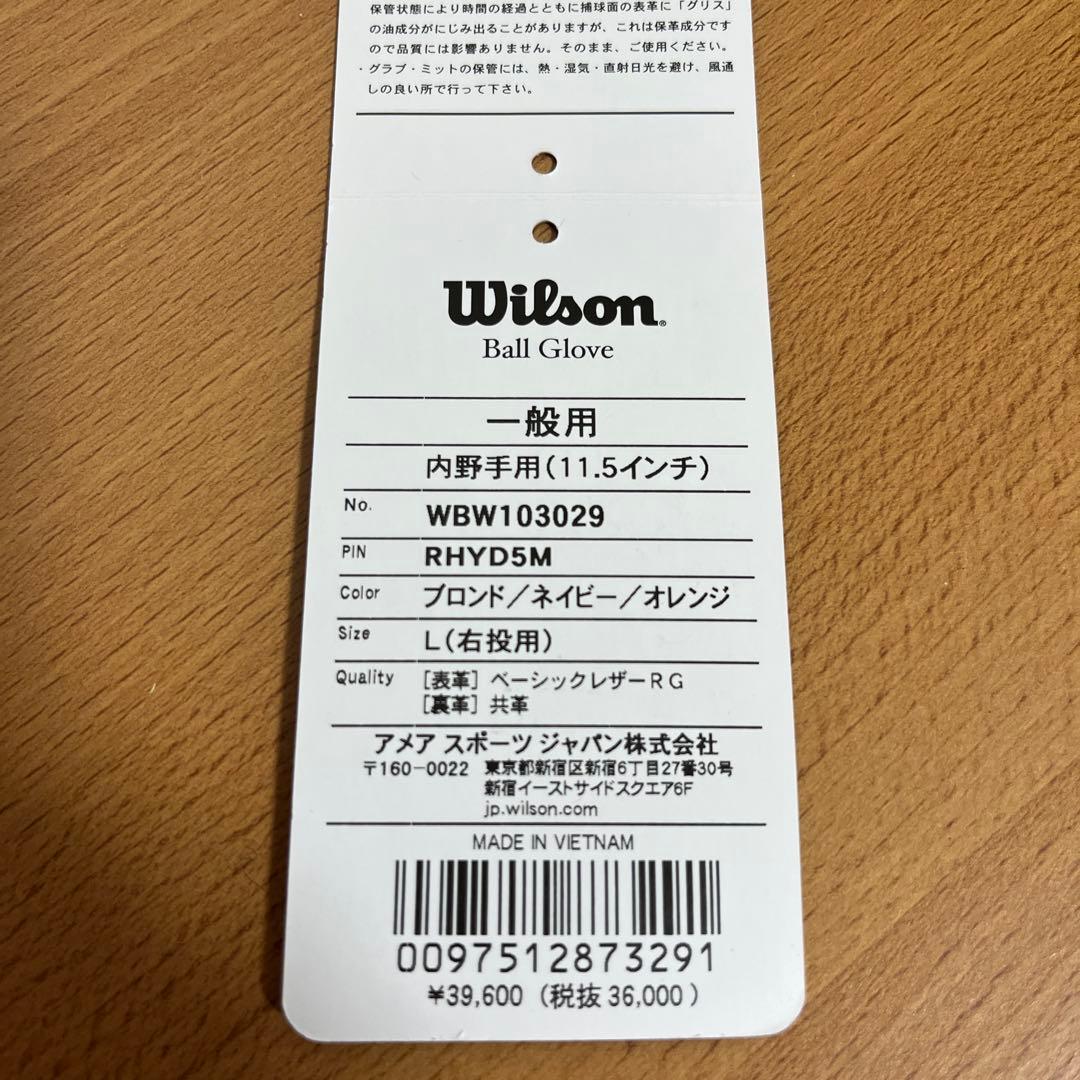 保管状態により時間の経過とともに捕球面の表革に「グリス」
の油成分がにじみ出ることがありますが、これは保革成分です
ので品質には影響ありません。そのまま、ご使用ください。
・グラブ・ミットの保管には、熱・湿気・直射日光を避け、風通
しの良い所で行って下さい。
Wilson®
Ball Glove
一般用
内野手用(11.5インチ)
No. WBW103029
PIN RHYD5M
Color ブロンド/ネイビー/オレンジ
Size L(右投用)
Quality [表革] ベーシックレザーRG
[裏革] 共革
アメア スポーツ ジャパン株式会社
〒160-0022 東京都新宿区新宿6丁目27番30号
新宿イーストサイドスクエア6F
jp.wilson.com
MADE IN VIETNAM
0097512873291
¥39,600 (税抜36,000)